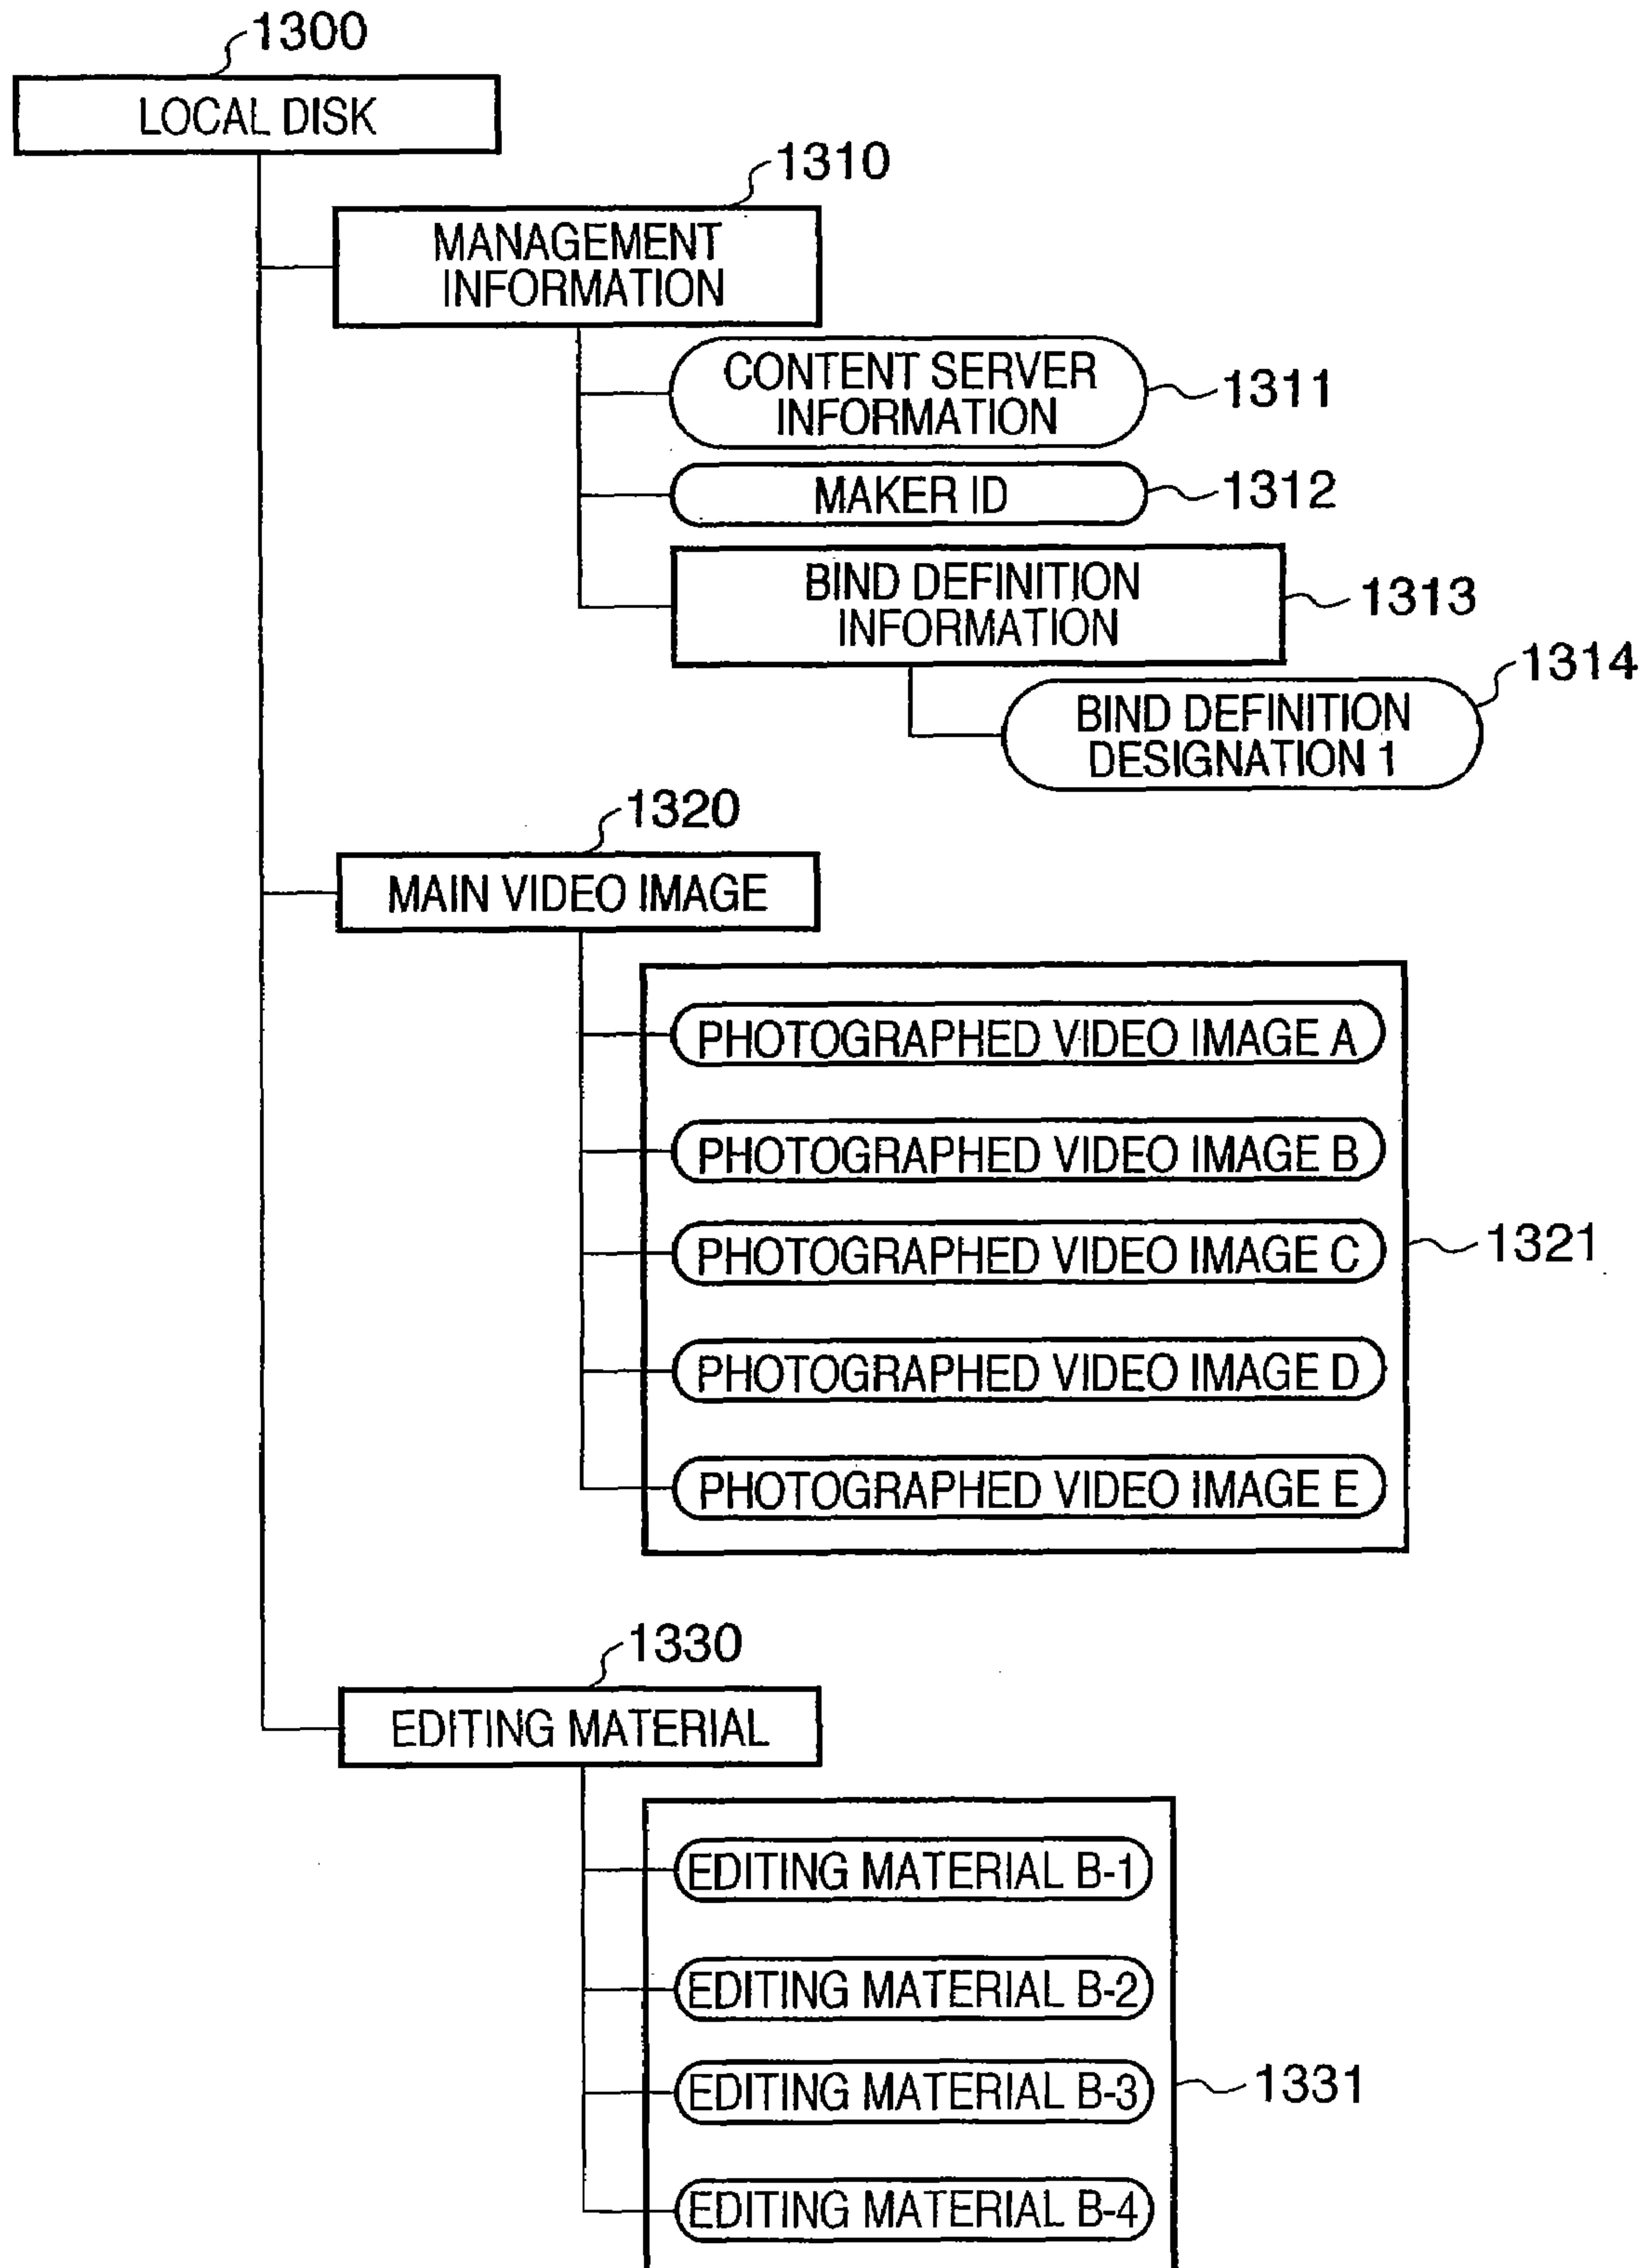 1300
LOCAL DISK
1310
MANAGEMENT
INFORMATION
CONTENT SERVER
INFORMATION
1311
MAKER ID
1312
BIND DEFINITION
INFORMATION
1313
1314
BIND DEFINITION
DESIGNATION 1
1320
MAIN VIDEO IMAGE
PHOTOGRAPHED VIDEO IMAGE A
PHOTOGRAPHED VIDEO IMAGE B
PHOTOGRAPHED VIDEO IMAGE C
1321
PHOTOGRAPHED VIDEO IMAGE D
PHOTOGRAPHED VIDEO IMAGE E
1330
EDITING MATERIAL
EDITING MATERIAL B-1
EDITING MATERIAL B-2
EDITING MATERIAL B-3
1331
EDITING MATERIAL B-4